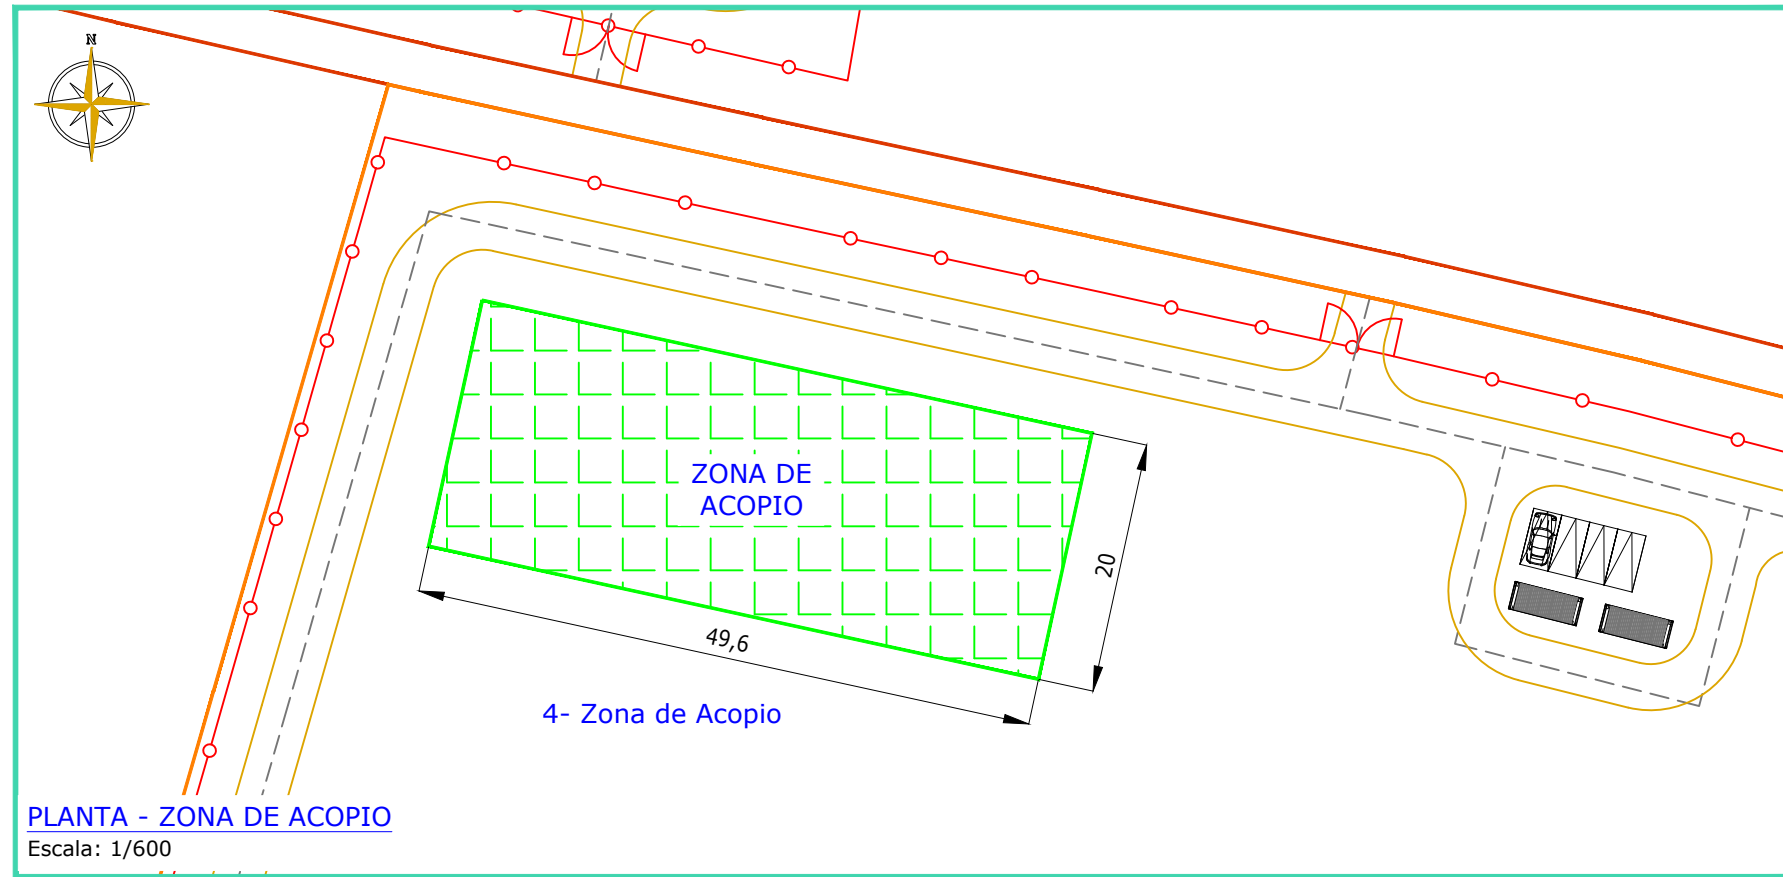 N
ZONA DE
ACOPIO
20
49,6
4- Zona de Acopio
PLANTA - ZONA DE ACOPIO
Escala: 1/600